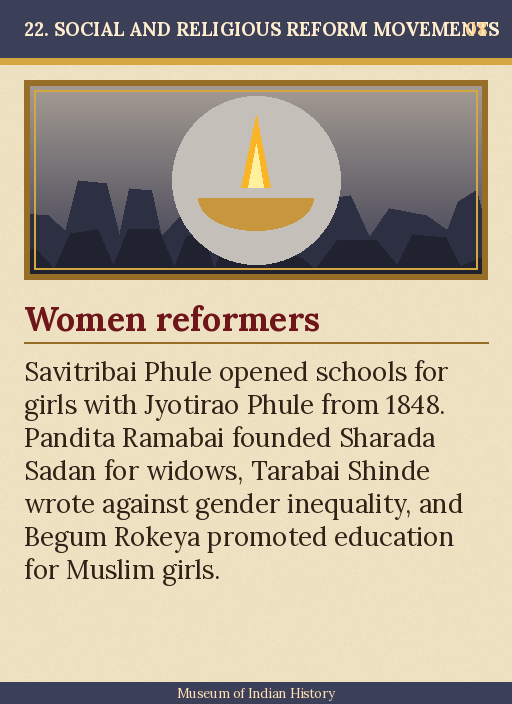 22. SOCIAL AND RELIGIOUS REFORM MOVEMENTS
Women reformers
Savitribai Phule opened schools for
girls with Jyotirao Phule from 1848.
Pandita Ramabai founded Sharada
Sadan for widows, Tarabai Shinde
wrote against gender inequality, and
Begum Rokeya promoted education
for Muslim girls.
Museum of Indian History